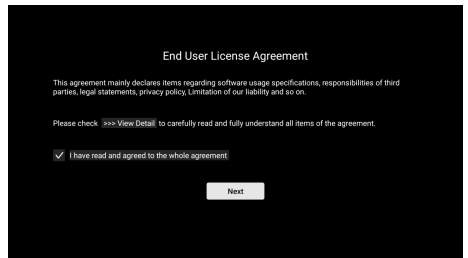 End User License Agreement
This agreement mainly declares items regarding software usage specifications, responsibilities of third
parties, legal statements, privacy policy, Limitation of our liability and so on.
Please check >>> View Detail to carefully read and fully understand all items of the agreement.
I have read and agreed to the whole agreement
Next